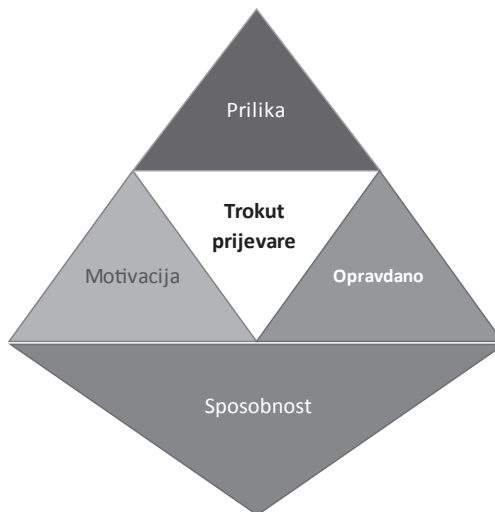 Prilika
Trokut
prijevare
Motivacija
Opravdano
Sposobnost